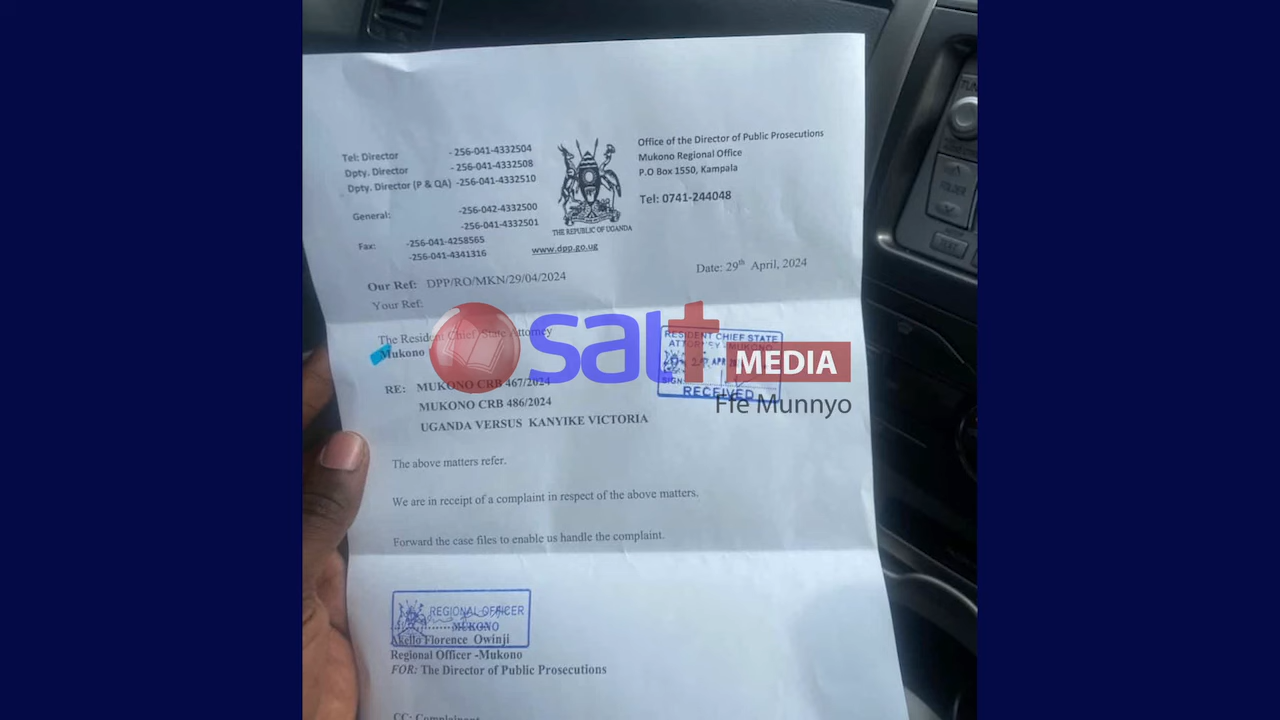 Tel: Director - 256-041-4332504
Dpty. Director - 256-041-4332508
Dpty. Director (P & QA) -256-041-4332510
General: -256-042-4332500
-256-041-4332501
Fax: -256-041-4258565
-256-041-4341316
THE REPUBLIC OF UGANDA
www.dpp.go.ug
Office of the Director of Public Prosecutions
Mukono Regional Office
P.O Box 1550, Kampala
Tel: 0741-244048
Our Ref: DPP/RO/MKN/29/04/2024
Date: 29th April, 2024
Your Ref:
The Resident Chief State Attorney
Mukono
salt
MEDIA
Ffe Munnyo
RESIDENT CHIEF STATE
ATTORNEY - MUKONO
APR
SIGN:
RECEIVED
RE: MUKONO CRB 467/2024
MUKONO CRB 486/2024
UGANDA VERSUS KANYIKE VICTORIA
The above matters refer.
We are in receipt of a complaint in respect of the above matters.
Forward the case files to enable us handle the complaint.
REGIONAL OFFICER
MUKONO
Akello Florence Owinji
Regional Officer -Mukono
FOR: The Director of Public Prosecutions
CC: Complainant
FOLDER